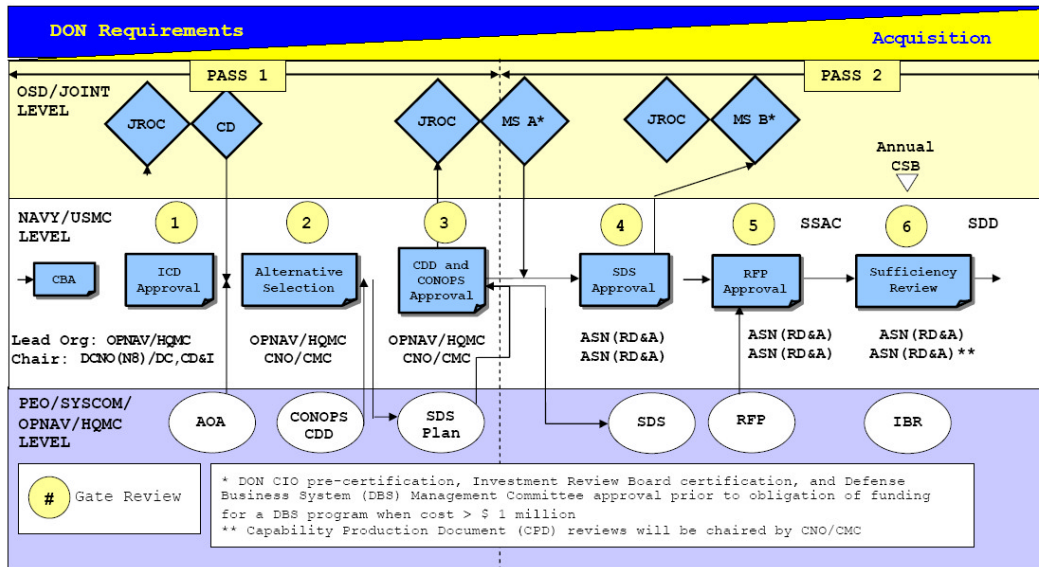 DON Requirements
Acquisition
PASS 1
PASS 2
OSD/JOINT
LEVEL
JROC
CD
JROC
MS A*
JROC
MS B*
Annual
CSB
NAVY/USMC
LEVEL
1
2
3
4
5
SSAC
6
SDD
CBA
ICD
Approval
Alternative
Selection
CDD and
CONOPS
Approval
SDS
Approval
RFP
Approval
Sufficiency
Review
Lead Org: OPNAV/HQMC
Chair: DCNO(N8)/DC,CD&I
OPNAV/HQMC
CNO/CMC
OPNAV/HQMC
CNO/CMC
ASN(RD&A)
ASN(RD&A)
ASN(RD&A)
ASN(RD&A)
ASN(RD&A)
ASN(RD&A)**
PEO/SYSCOM/
OPNAV/HQMC
LEVEL
AOA
CONOPS
CDD
SDS
Plan
SDS
RFP
IBR
# Gate Review
* DON CIO pre-certification, Investment Review Board certification, and Defense
Business System (DBS) Management Committee approval prior to obligation of funding
for a DBS program when cost > $ 1 million
** Capability Production Document (CPD) reviews will be chaired by CNO/CMC